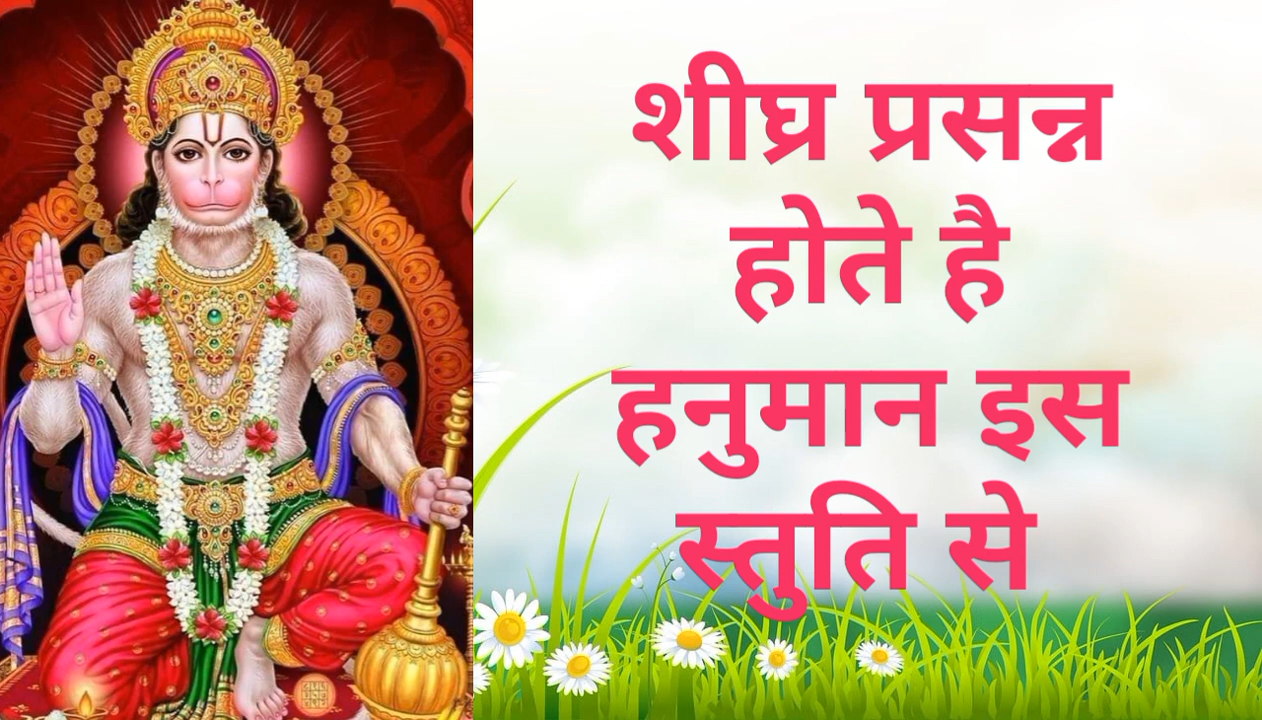 शीघ्र प्रसन्न
होते है
हनुमान इस
स्तुति से